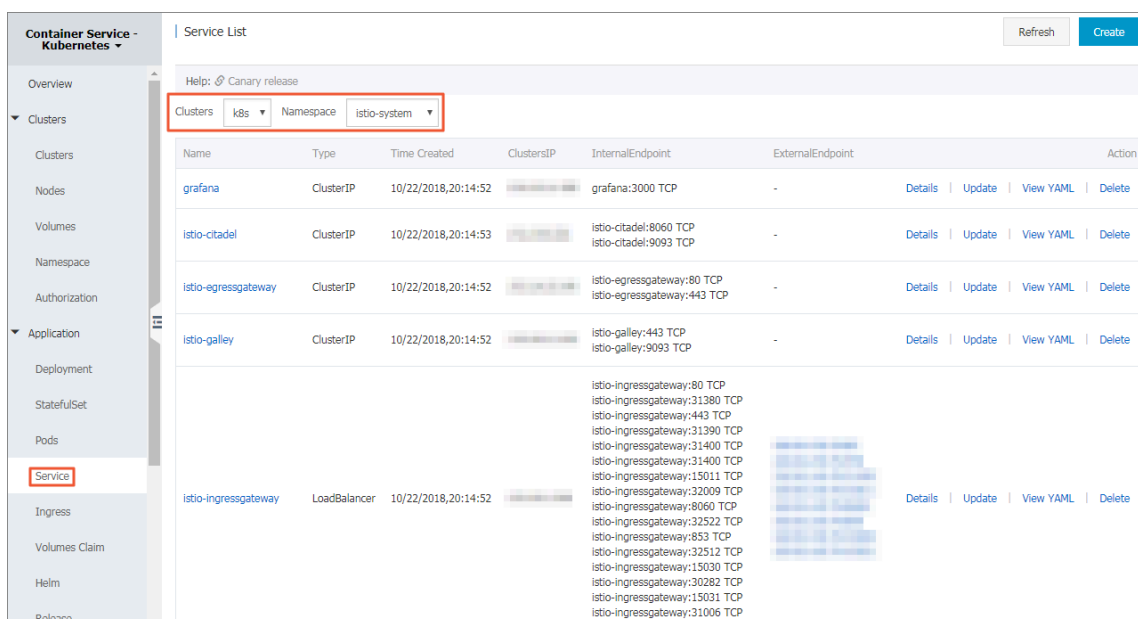 Container Service -
Kubernetes
Service List
Refresh
Create
Overview
Clusters
Clusters
Nodes
Volumes
Namespace
Authorization
Application
Deployment
StatefulSet
Pods
Service
Ingress
Volumes Claim
Helm
Release
Help: Canary release
Clusters k8s Namespace istio-system
Name Type Time Created ClustersIP InternalEndpoint ExternalEndpoint Action
grafana ClusterIP 10/22/2018,20:14:52 grafana:3000 TCP - Details Update View YAML Delete
istio-citadel ClusterIP 10/22/2018,20:14:53 istio-citadel:8060 TCP - Details Update View YAML Delete
istio-citadel:9093 TCP
istio-egressgateway ClusterIP 10/22/2018,20:14:52 istio-egressgateway:80 TCP - Details Update View YAML Delete
istio-egressgateway:443 TCP
istio-galley ClusterIP 10/22/2018,20:14:52 istio-galley:443 TCP - Details Update View YAML Delete
istio-galley:9093 TCP
istio-ingressgateway LoadBalancer 10/22/2018,20:14:52 Details Update View YAML Delete
istio-ingressgateway:80 TCP
istio-ingressgateway:31380 TCP
istio-ingressgateway:443 TCP
istio-ingressgateway:31390 TCP
istio-ingressgateway:31400 TCP
istio-ingressgateway:31400 TCP
istio-ingressgateway:15011 TCP
istio-ingressgateway:32009 TCP
istio-ingressgateway:8060 TCP
istio-ingressgateway:32522 TCP
istio-ingressgateway:853 TCP
istio-ingressgateway:32512 TCP
istio-ingressgateway:15030 TCP
istio-ingressgateway:30282 TCP
istio-ingressgateway:15031 TCP
istio-ingressgateway:31006 TCP